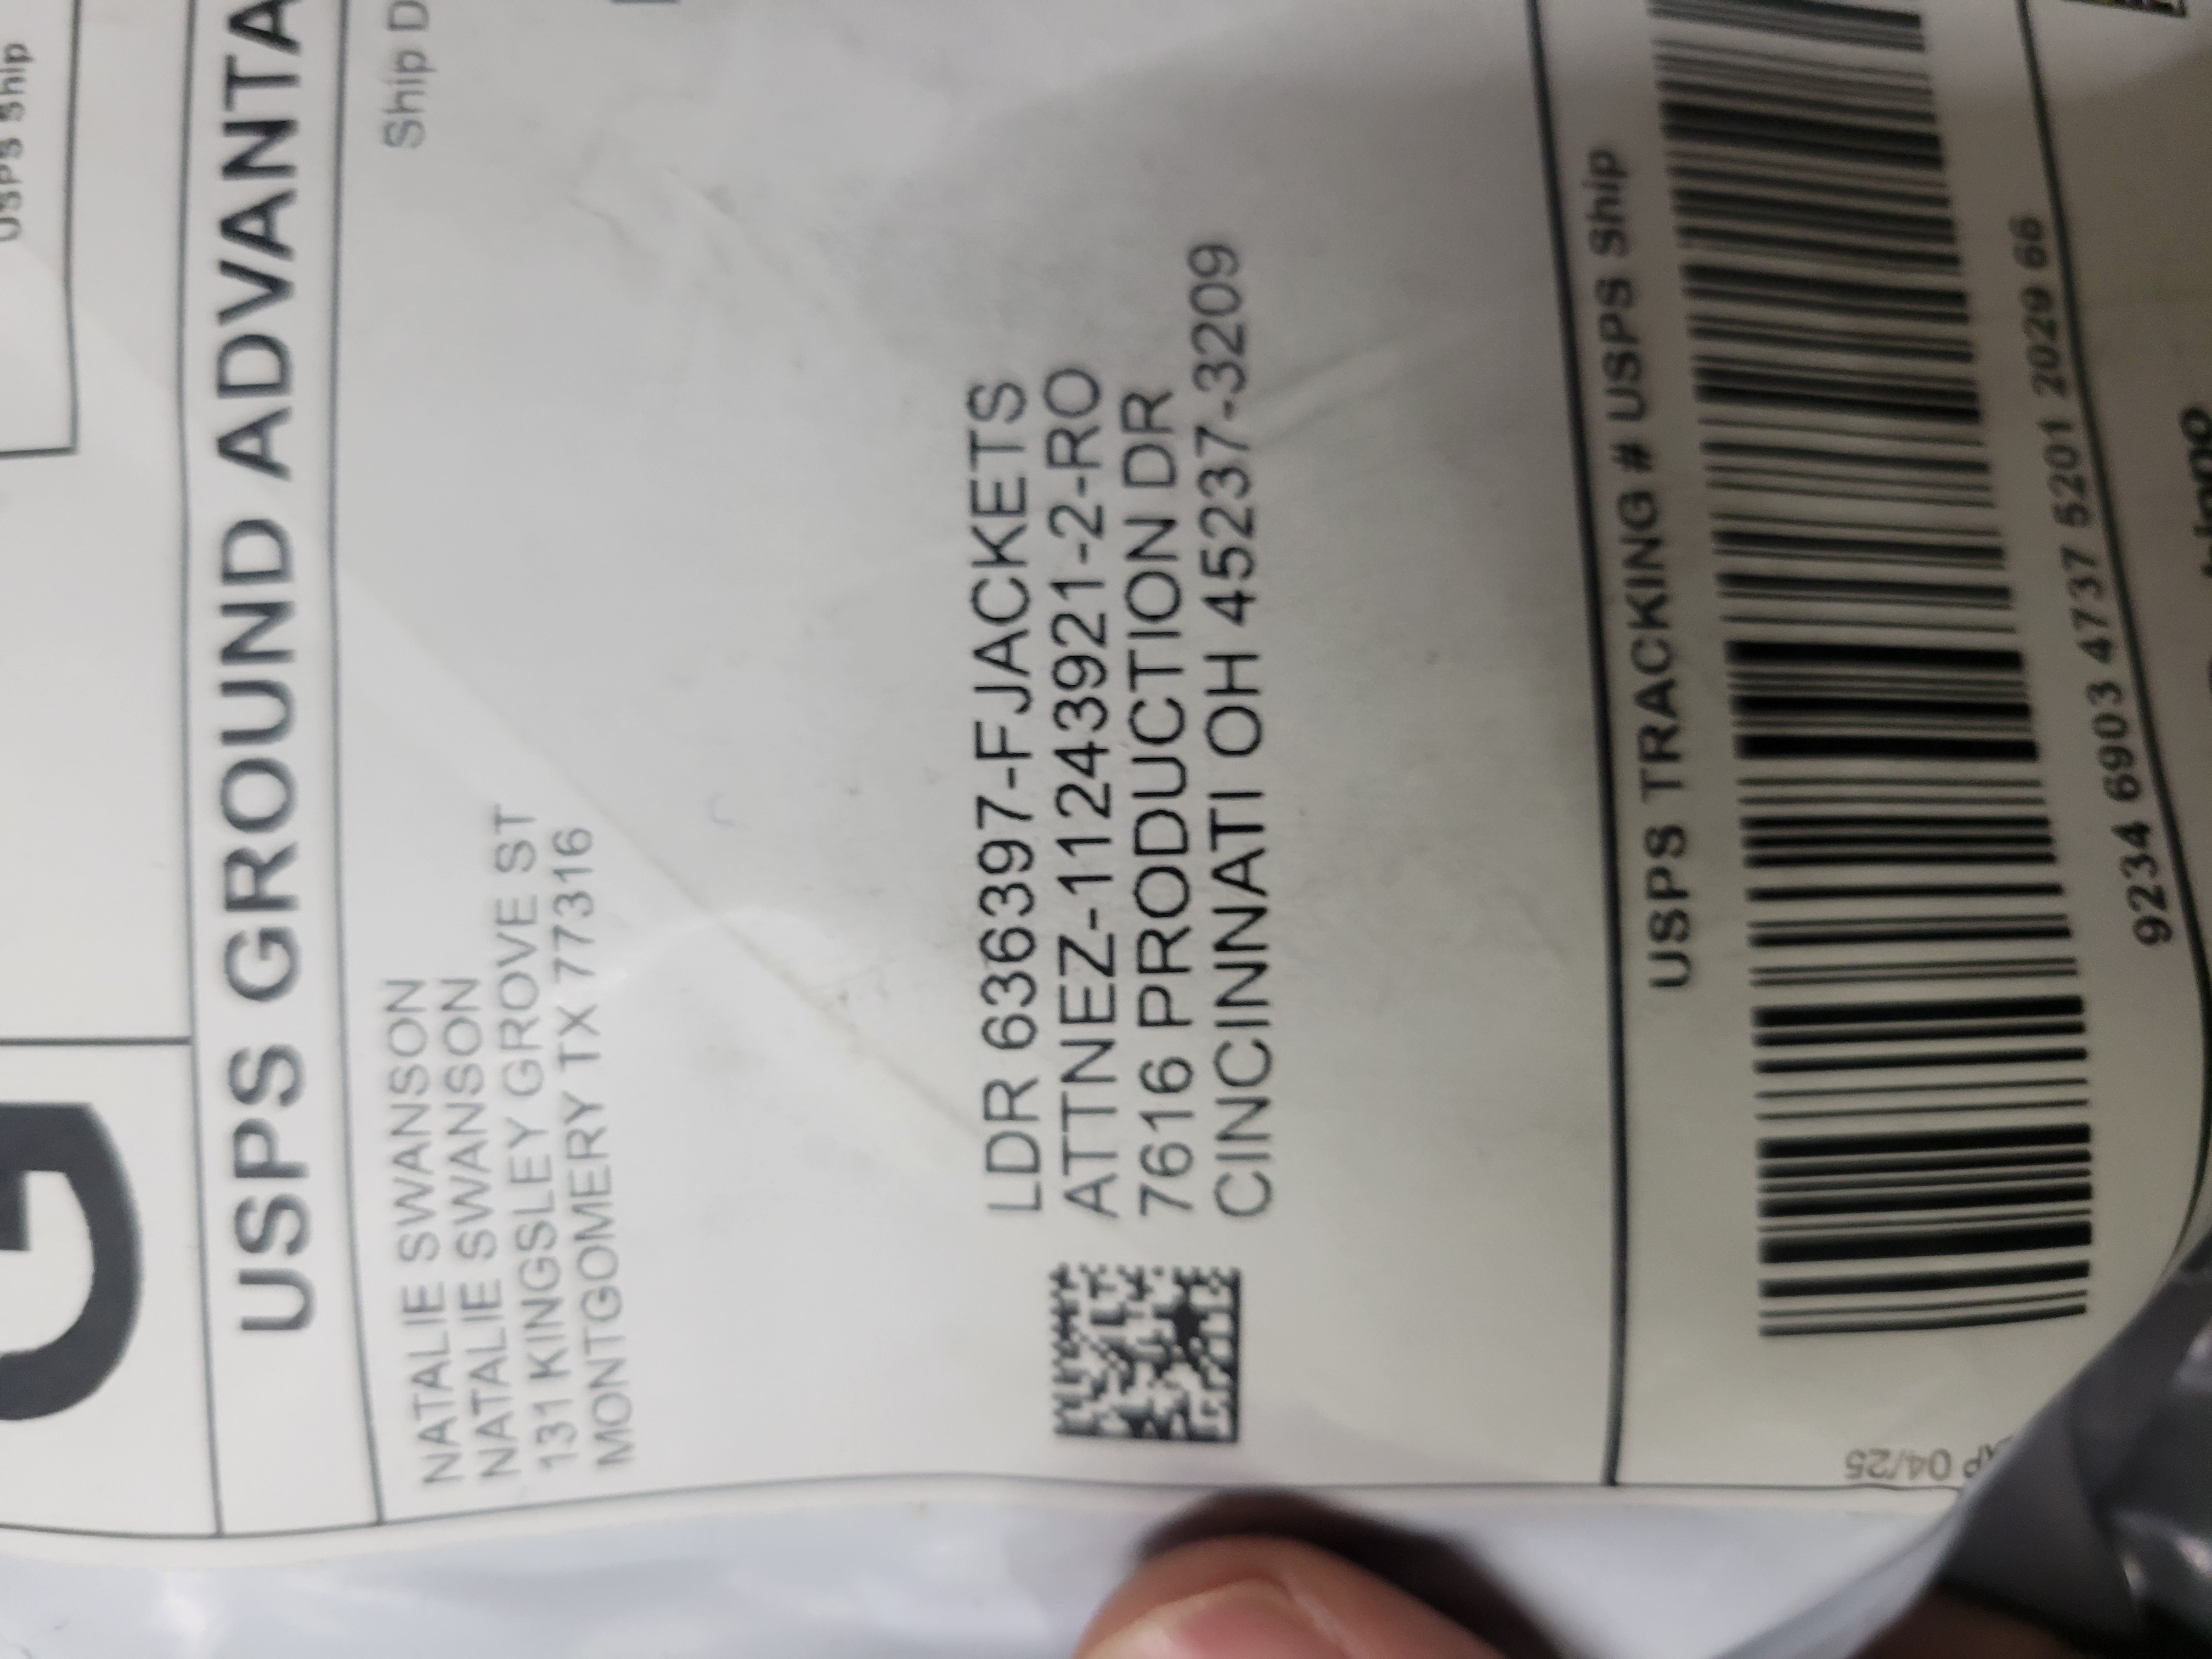 G
USPS Ship
USPS GROUND ADVANTA
NATALIE SWANSON
NATALIE SWANSON
131 KINGSLEY GROVE ST
MONTGOMERY TX 77316
Ship D
LDR 636397-FJACKETS
ATTNEZ-11243921-2-RO
7616 PRODUCTION DR
CINCINNATI OH 45237-3209
USPS TRACKING # USPS Ship
9234 6903 4737 5201 2029 66
04/25